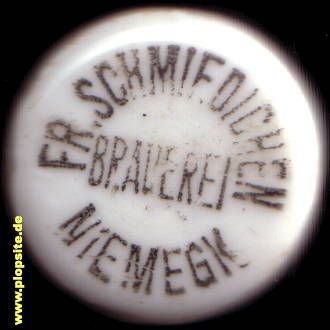 FR. SCHMIEDICHEN
BRAUEREI
NIEMEGK
www.plopsite.de